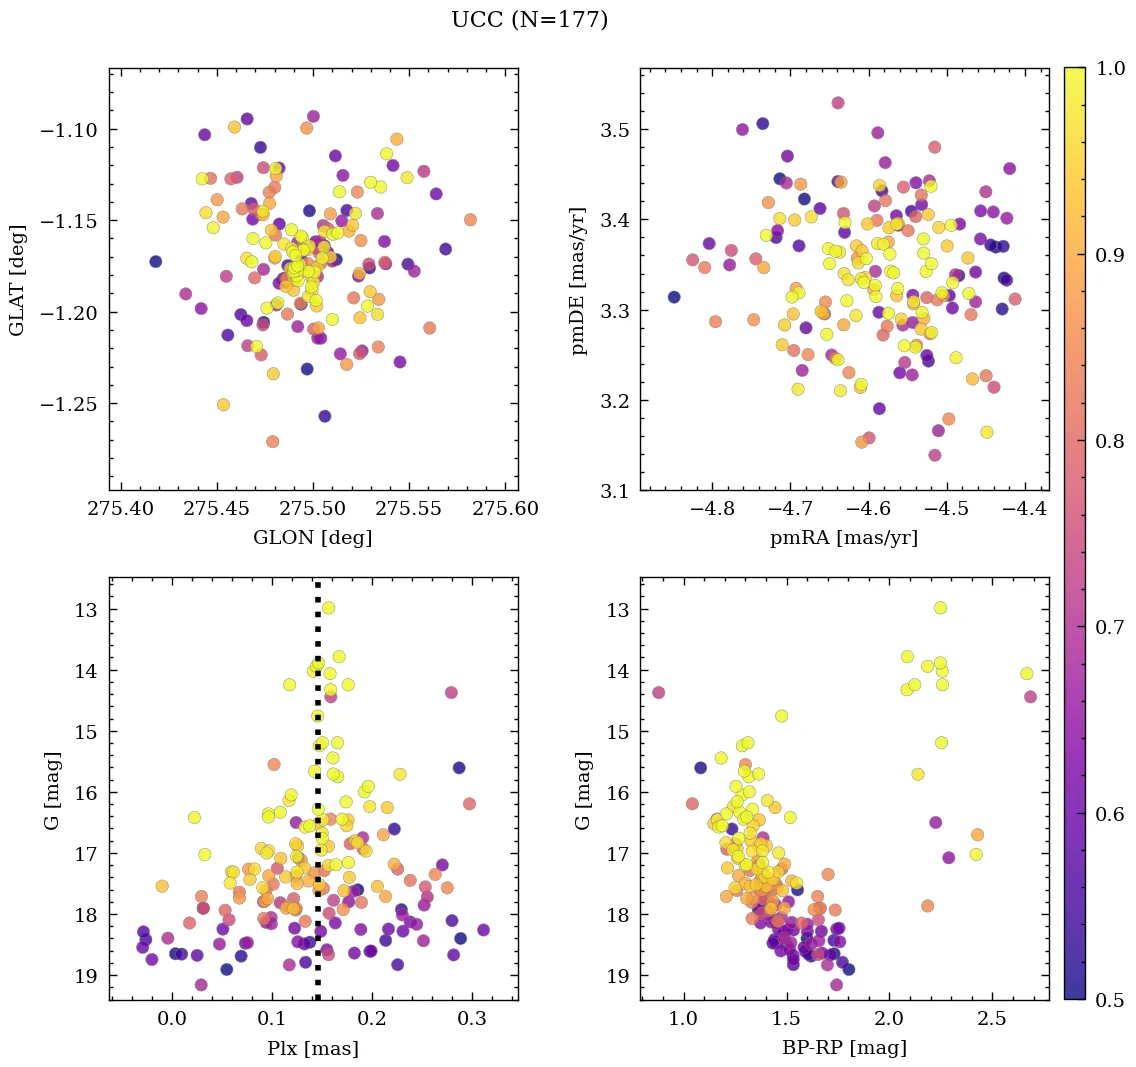 UCC (N=177)
−1.10
−1.15
−1.20
−1.25
GLAT [deg]
275.40 275.45 275.50 275.55 275.60
GLON [deg]
3.5
3.4
3.3
3.2
3.1
pmDE [mas/yr]
−4.8 −4.7 −4.6 −4.5 −4.4
pmRA [mas/yr]
1.0
0.9
0.8
0.7
0.6
0.5
13
14
15
16
17
18
19
G [mag]
0.0 0.1 0.2 0.3
Plx [mas]
13
14
15
16
17
18
19
G [mag]
1.0 1.5 2.0 2.5
BP-RP [mag]